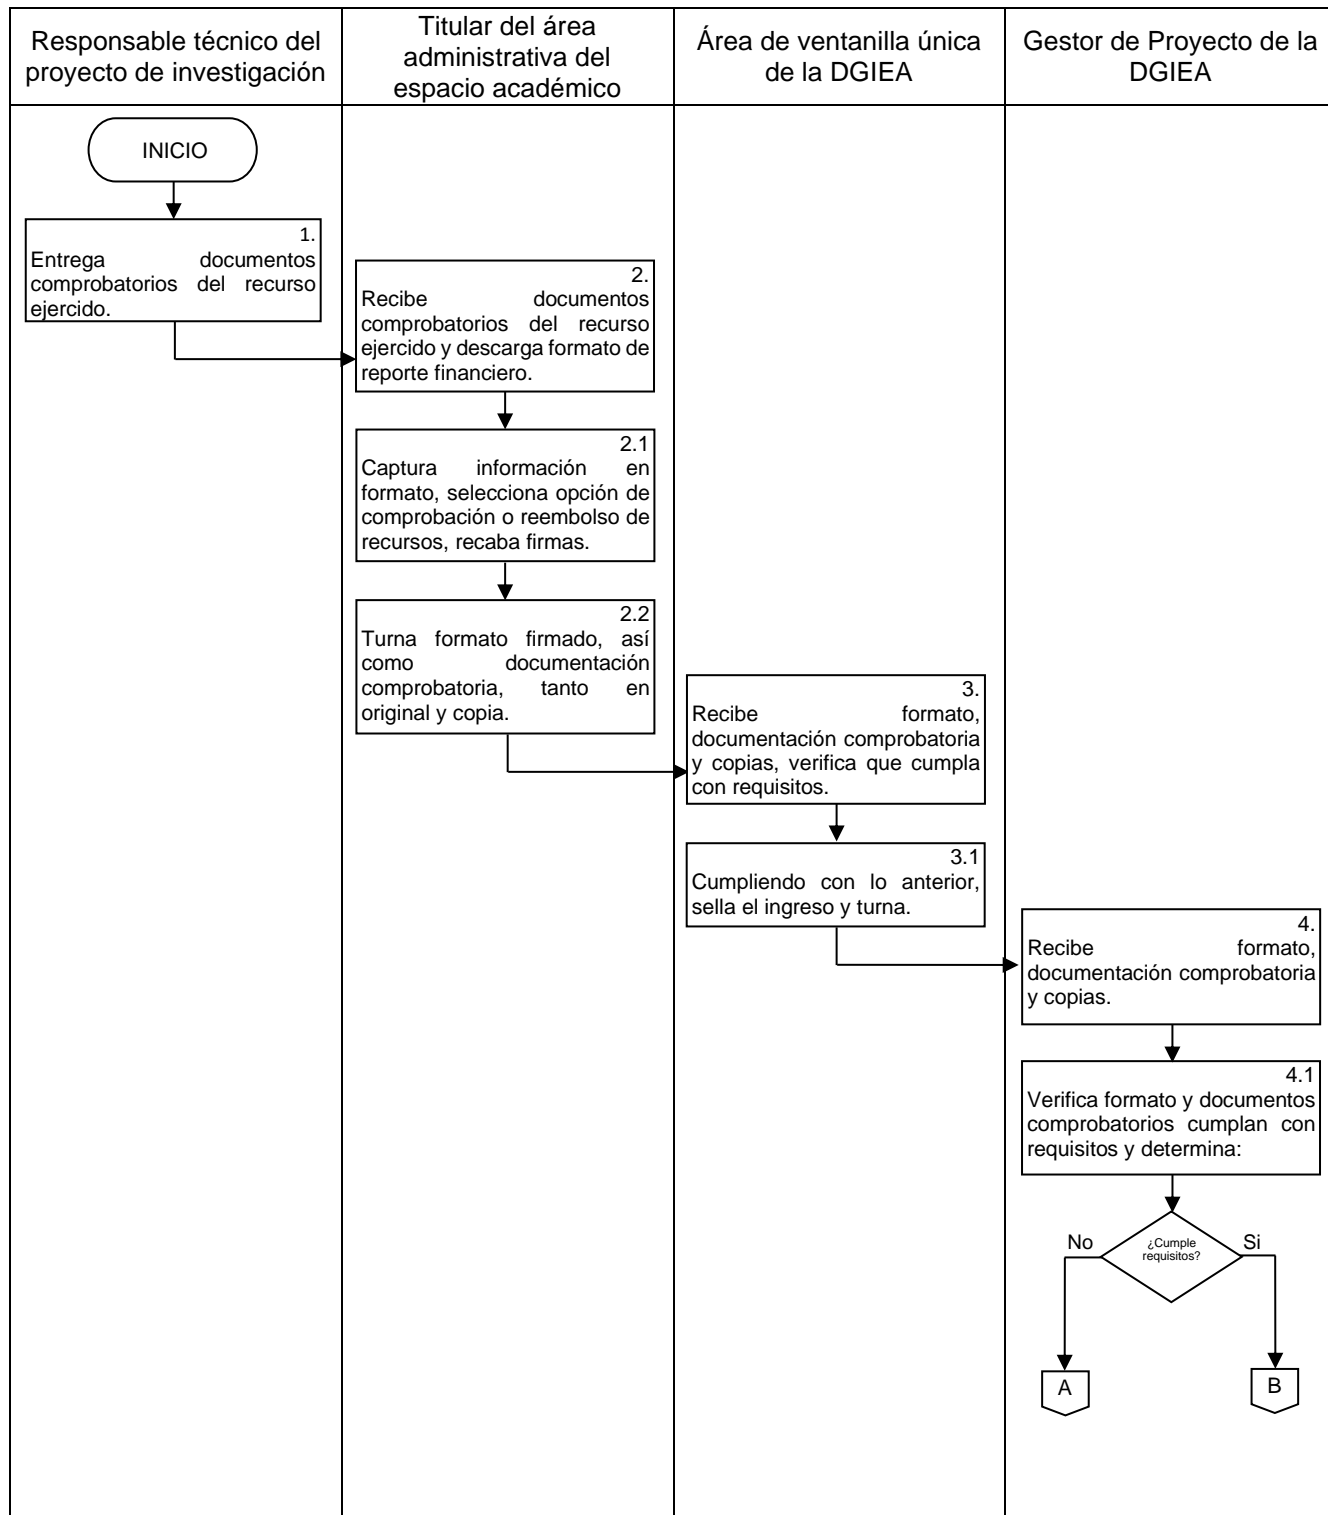 Responsable técnico del
proyecto de investigación
Titular del área
administrativa del
espacio académico
Área de ventanilla única
de la DGIEA
Gestor de Proyecto de la
DGIEA
INICIO
1.
Entrega documentos
comprobatorios del recurso
ejercido.
2.
Recibe documentos
comprobatorios del recurso
ejercido y descarga formato de
reporte financiero.
2.1
Captura información en
formato, selecciona opción de
comprobación o reembolso de
recursos, recaba firmas.
2.2
Turna formato firmado, así
como documentación
comprobatoria, tanto en
original y copia.
3.
Recibe formato,
documentación comprobatoria
y copias, verifica que cumpla
con requisitos.
3.1
Cumpliendo con lo anterior,
sella el ingreso y turna.
4.
Recibe formato,
documentación comprobatoria
y copias.
4.1
Verifica formato y documentos
comprobatorios cumplan con
requisitos y determina:
No
¿Cumple
requisitos?
Si
A
B